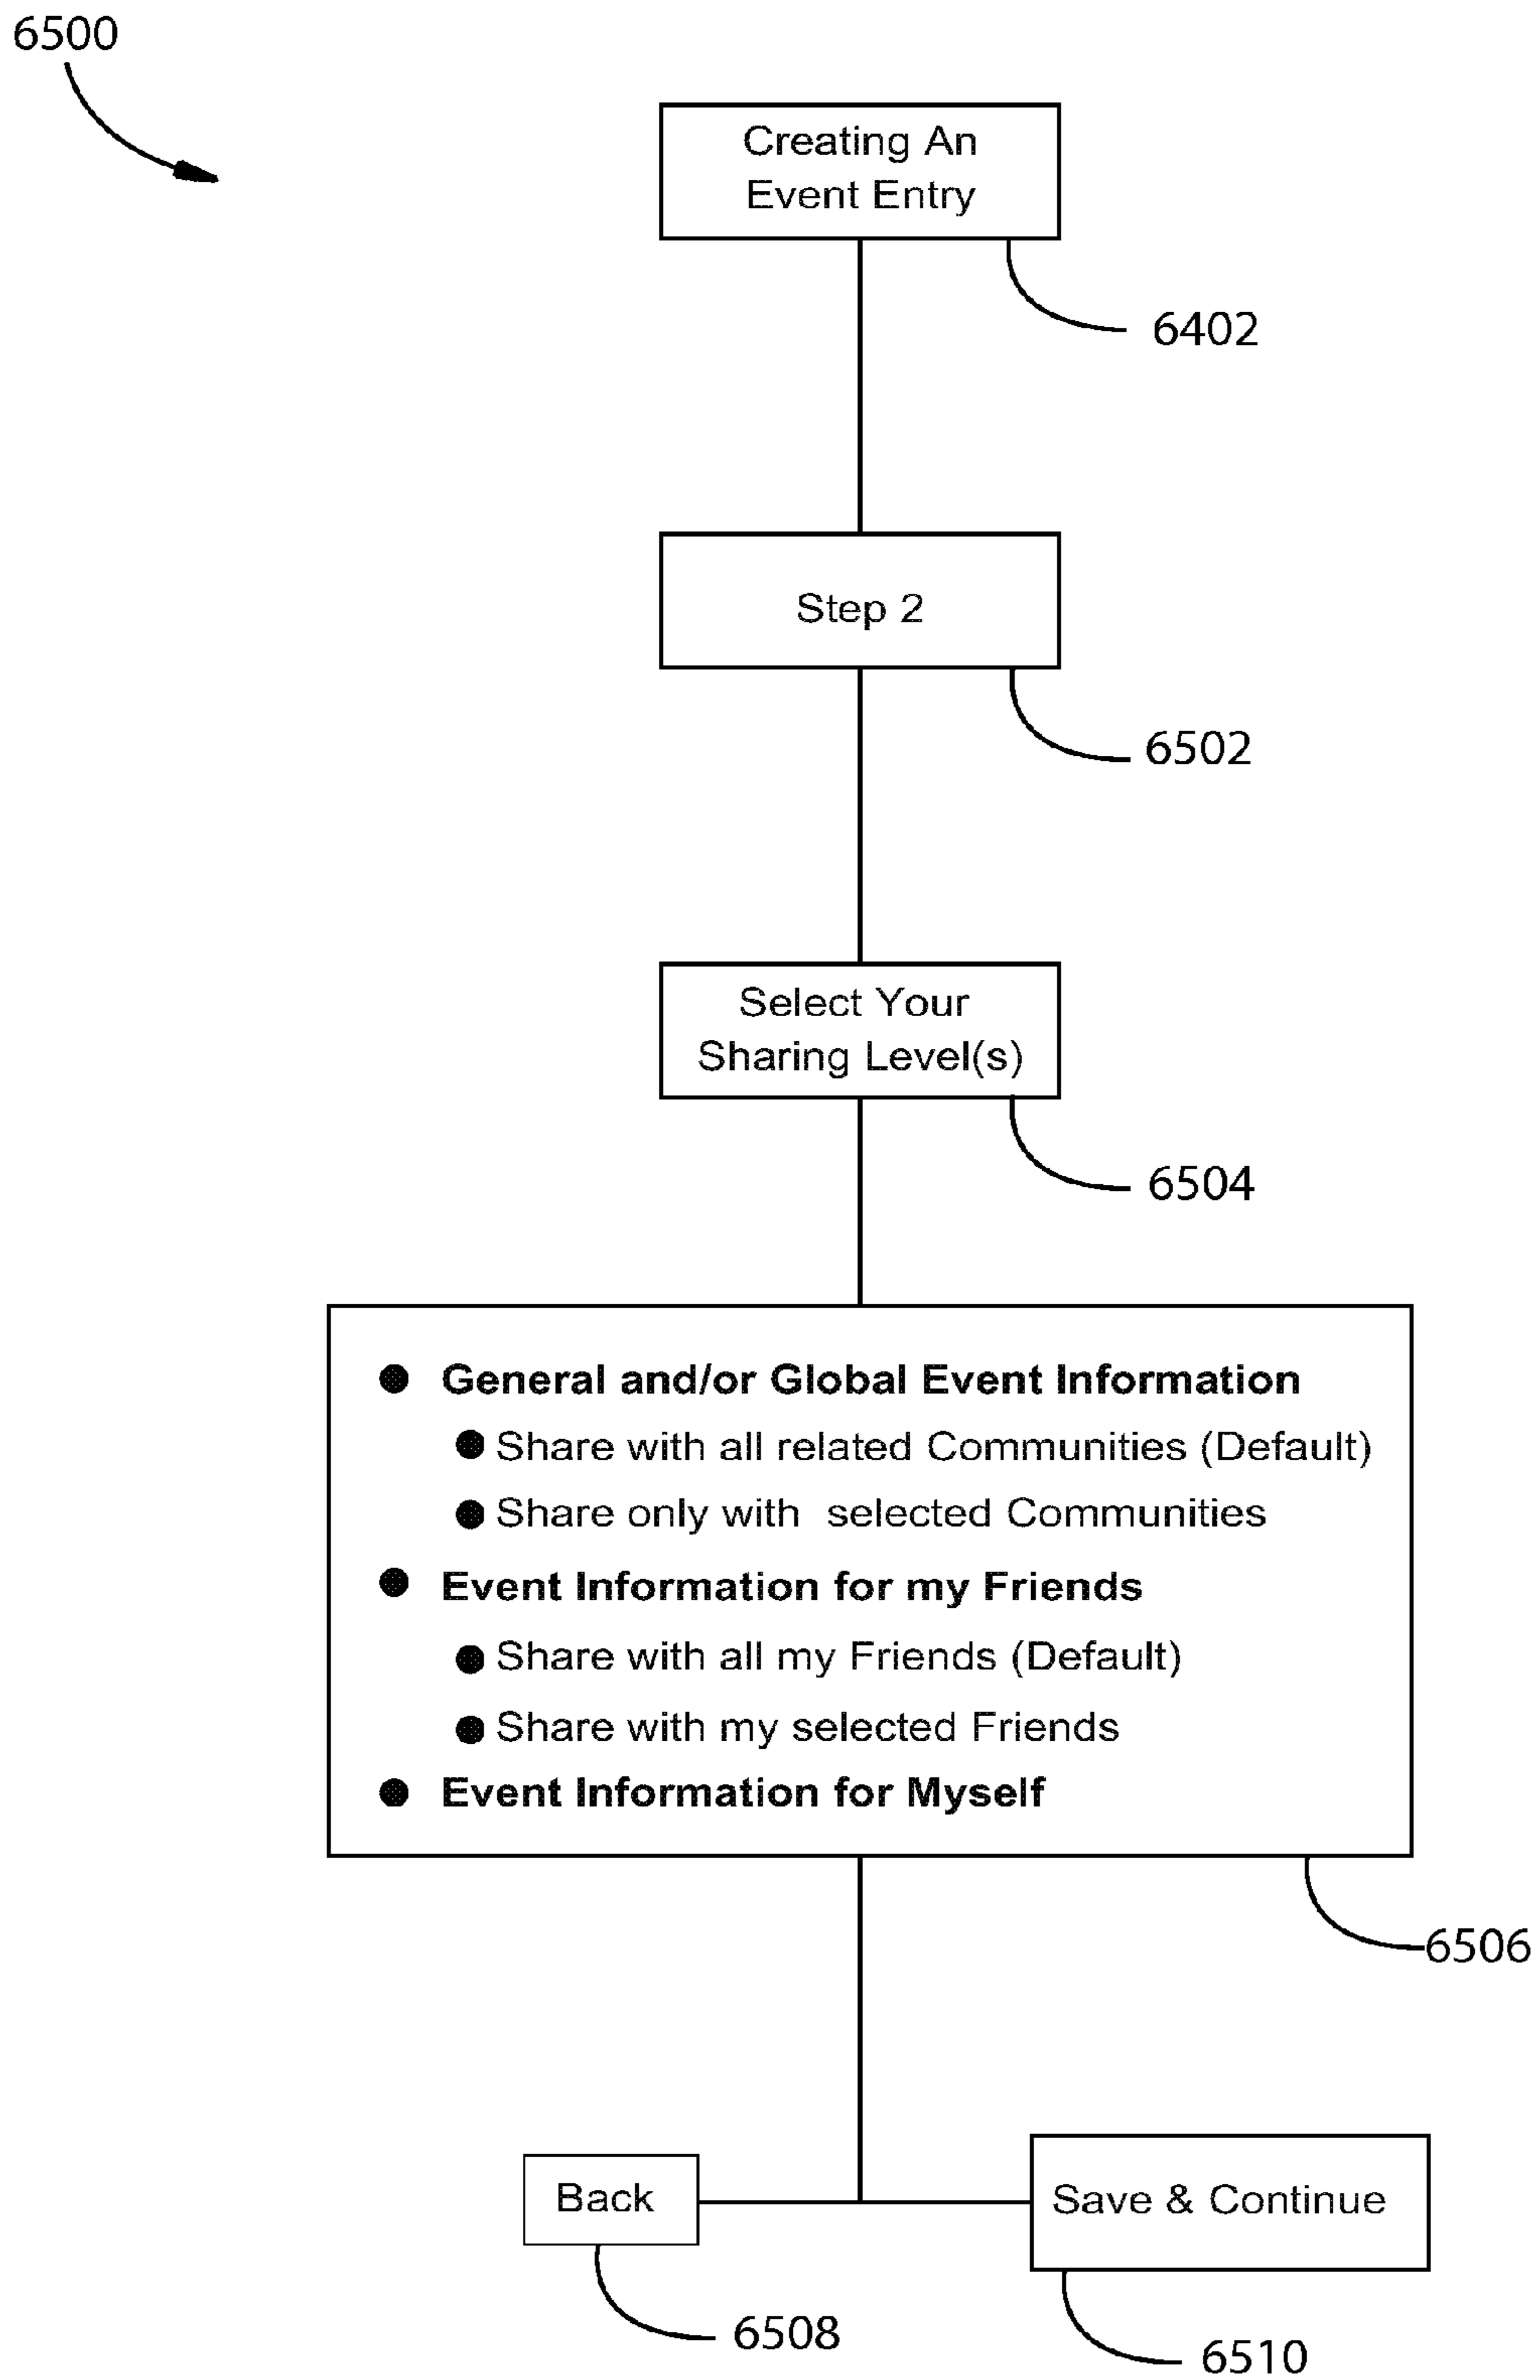 6500
Creating An
Event Entry
6402
Step 2
6502
Select Your
Sharing Level(s)
6504
● General and/or Global Event Information
● Share with all related Communities (Default)
● Share only with selected Communities
● Event Information for my Friends
● Share with all my Friends (Default)
● Share with my selected Friends
● Event Information for Myself
6506
Back
Save & Continue
6508
6510